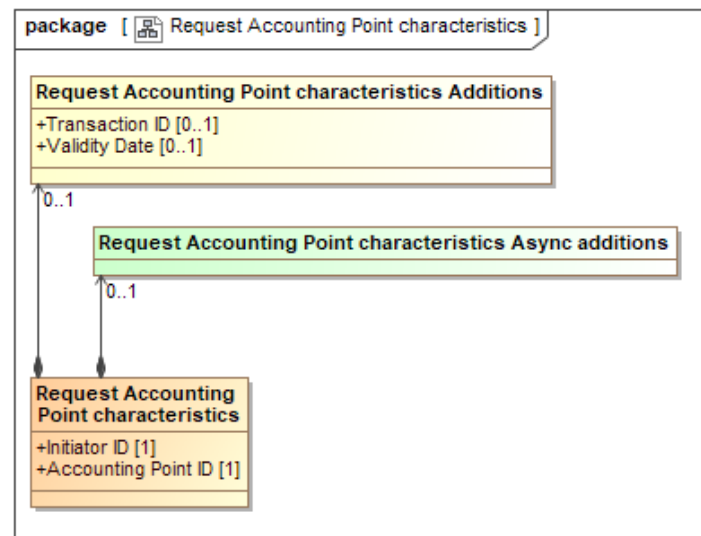 package [ Request Accounting Point characteristics ]
Request Accounting Point characteristics Additions
+Transaction ID [0..1]
+Validity Date [0..1]
0..1
Request Accounting Point characteristics Async additions
0..1
Request Accounting
Point characteristics
+Initiator ID [1]
+Accounting Point ID [1]